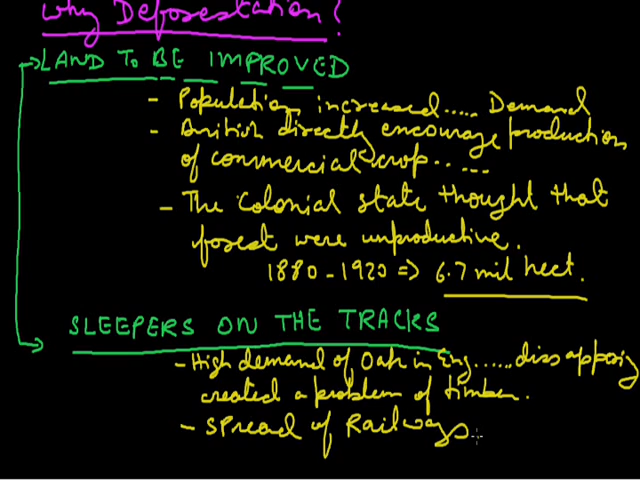 why Deforestation?
LAND TO BE IMPROVED
- Population increased..... Demand
- British directly encourage production
of commercial crop.. ...
- The Colonial state thought that
forest were unproductive.
1880-1920 => 6.7 mil hect.
SLEEPERS ON THE TRACKS
- High demand of Oak in Eng...... dissapporing
created a problem of timber.
- Spread of Railways